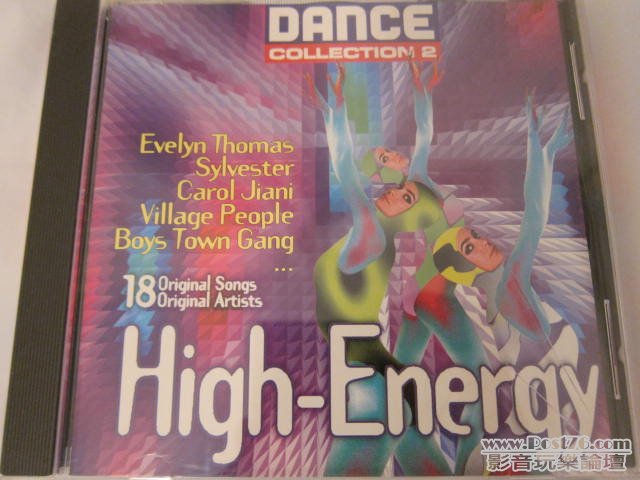 DANCE
COLLECTION 2
Evelyn Thomas
Sylvester
Carol Jiani
Village People
Boys Town Gang
...
18 Original Songs
Original Artists
High-Energy
www.Post76.com
影音玩樂論壇